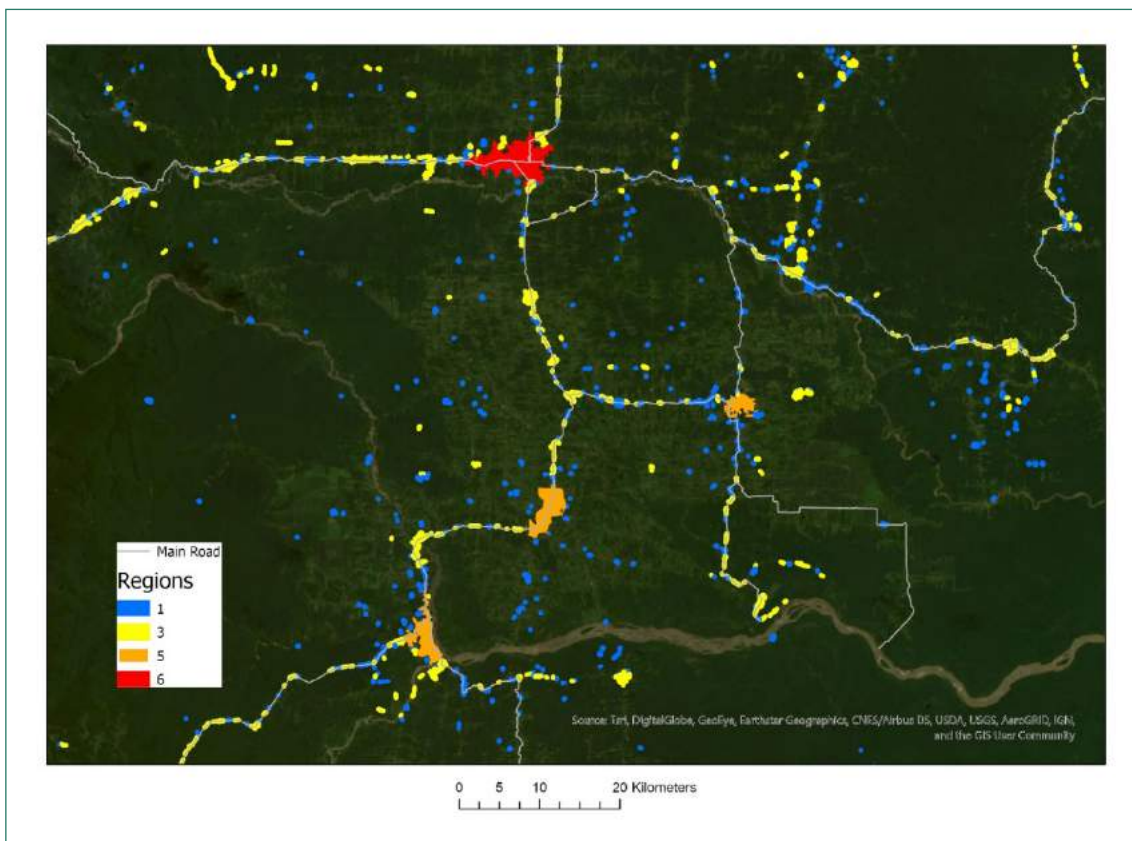 Main Road
Regions
1
3
5
6
Source: Esri, DigitalGlobe, GeoEye, Earthstar Geographics, CNES/Airbus DS, USDA, USGS, AeroGRID, IGN,
and the GIS User Community
0 5 10 20 Kilometers